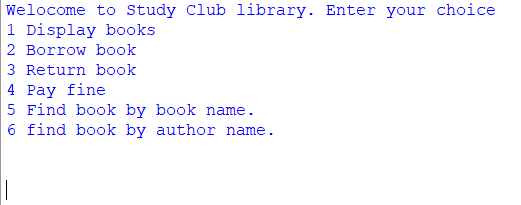 Welocome to Study Club library. Enter your choice
1 Display books
2 Borrow book
3 Return book
4 Pay fine
5 Find book by book name.
6 find book by author name.